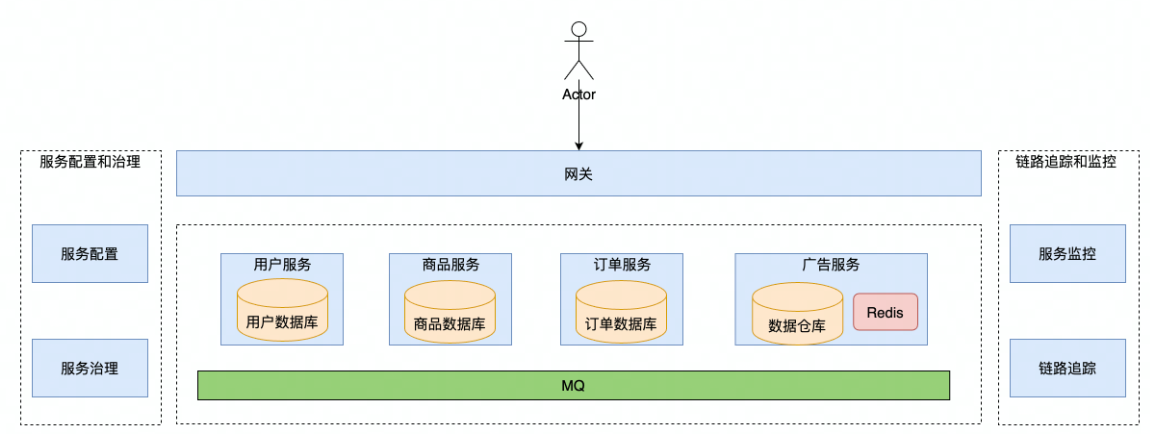 Actor
服务配置和治理
网关
链路追踪和监控
服务配置
服务治理
用户服务
用户数据库
商品服务
商品数据库
订单服务
订单数据库
广告服务
数据仓库
Redis
MQ
服务监控
链路追踪